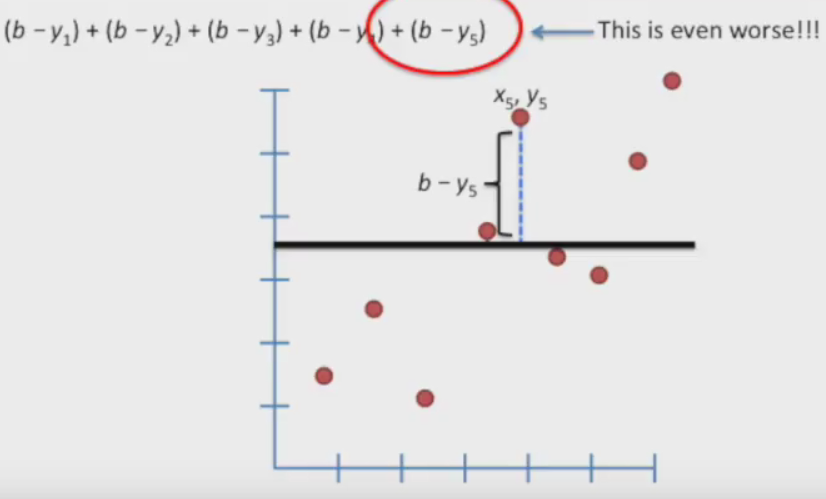 (b – y₁) + (b – y₂) + (b – y₃) + (b – y₄) + (b – y₅) This is even worse!!!
x₅, y₅
b – y₅